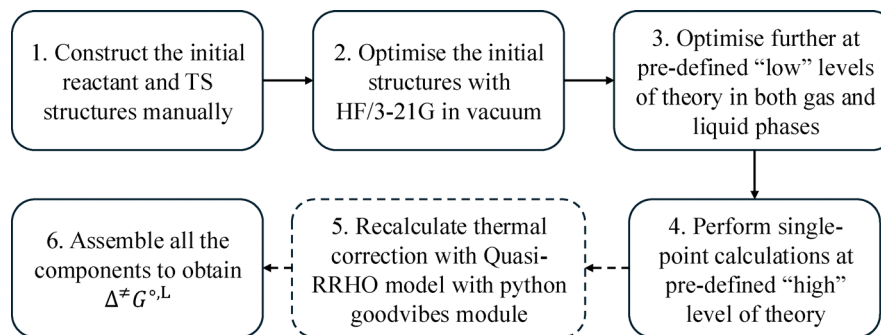 1. Construct the initial
reactant and TS
structures manually
2. Optimise the initial
structures with
HF/3-21G in vacuum
3. Optimise further at
pre-defined “low” levels
of theory in both gas and
liquid phases
4. Perform single-
point calculations at
pre-defined “high”
level of theory
5. Recalculate thermal
correction with Quasi-
RRHO model with python
goodvibes module
6. Assemble all the
components to obtain
Δ≠G°,L